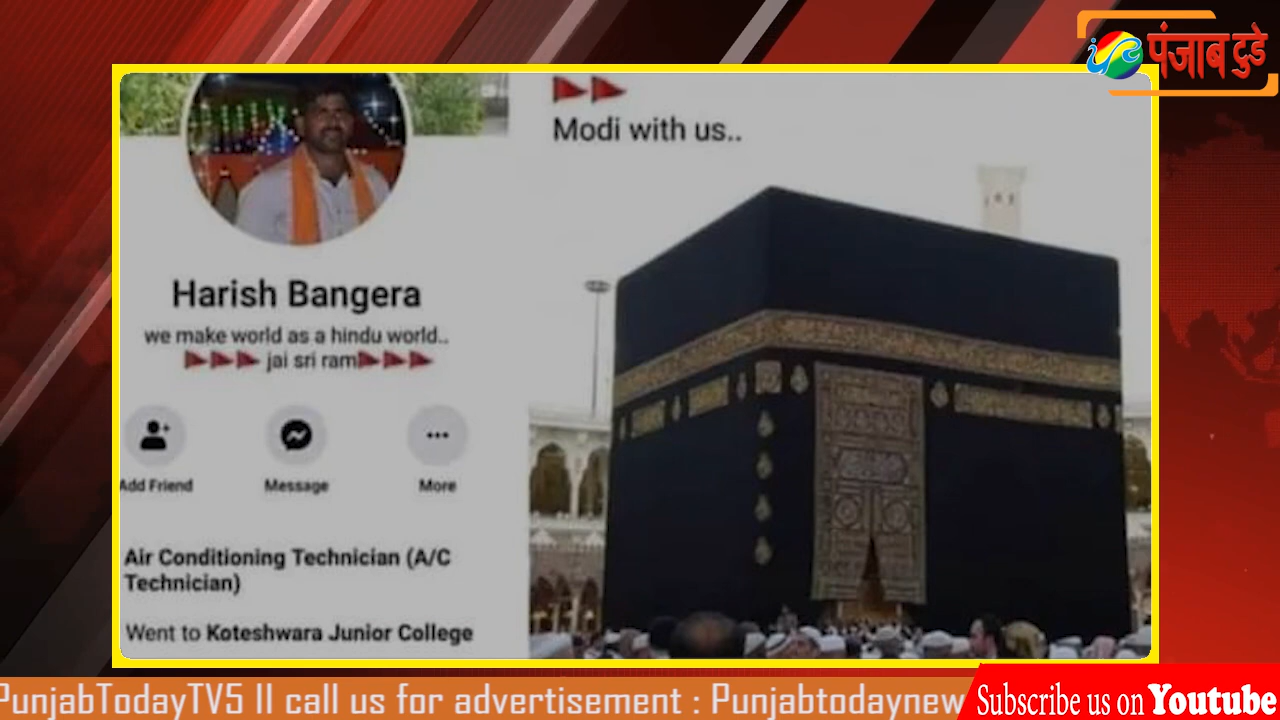 पंजाब टुडे
Modi with us..
Harish Bangera
we make world as a hindu world..
jai sri ram
Add Friend
Message
More
Air Conditioning Technician (A/C
Technician)
Went to Koteshwara Junior College
PunjabTodayTV5 II call us for advertisement : Punjabtodaynew
Subscribe us on Youtube